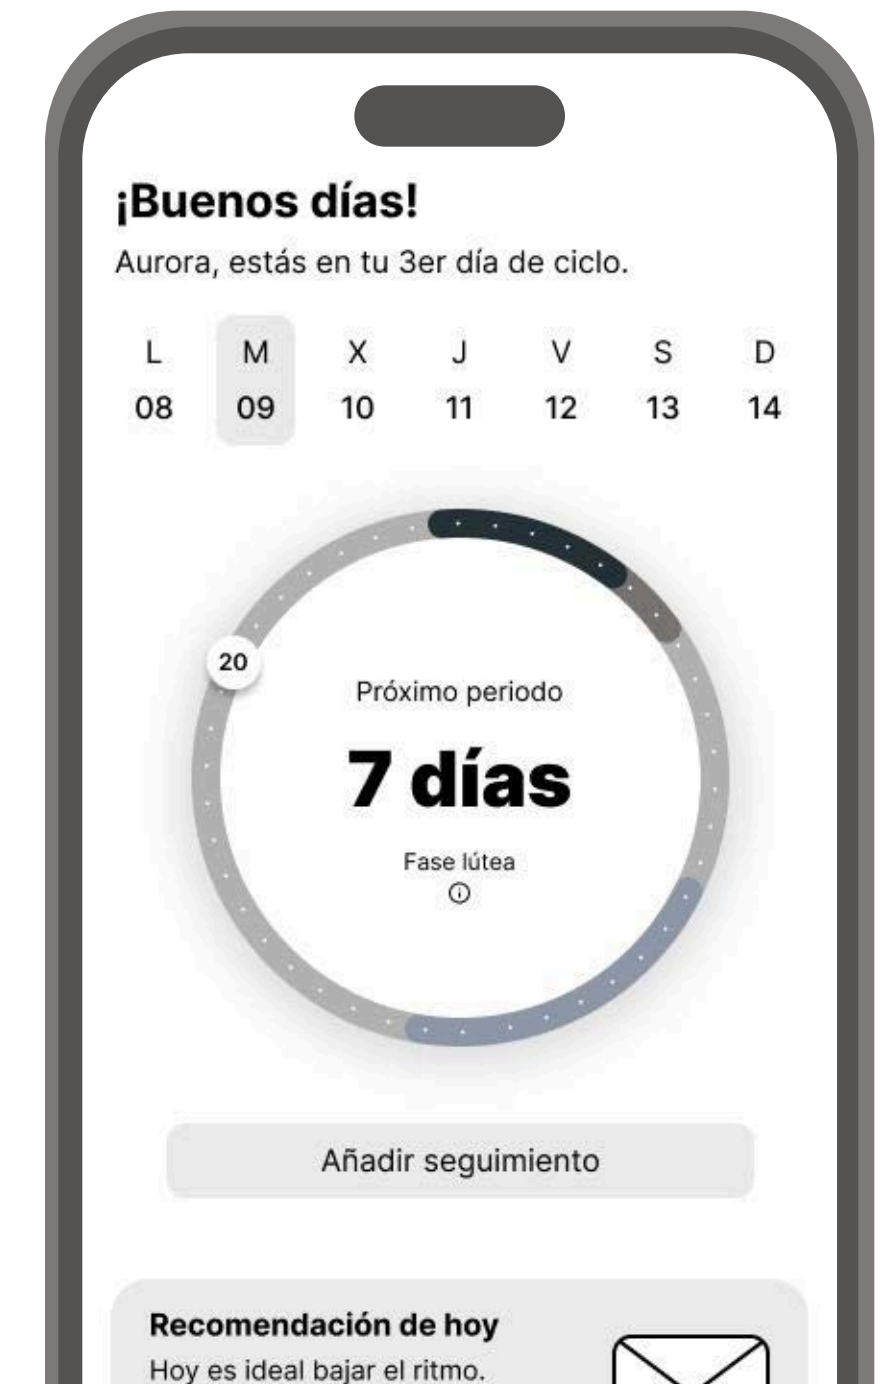 ¡Buenos días!
Aurora, estás en tu 3er día de ciclo.
L M X J V S D
08 09 10 11 12 13 14
20
Próximo periodo
7 días
Fase lútea
Añadir seguimiento
Recomendación de hoy
Hoy es ideal bajar el ritmo.